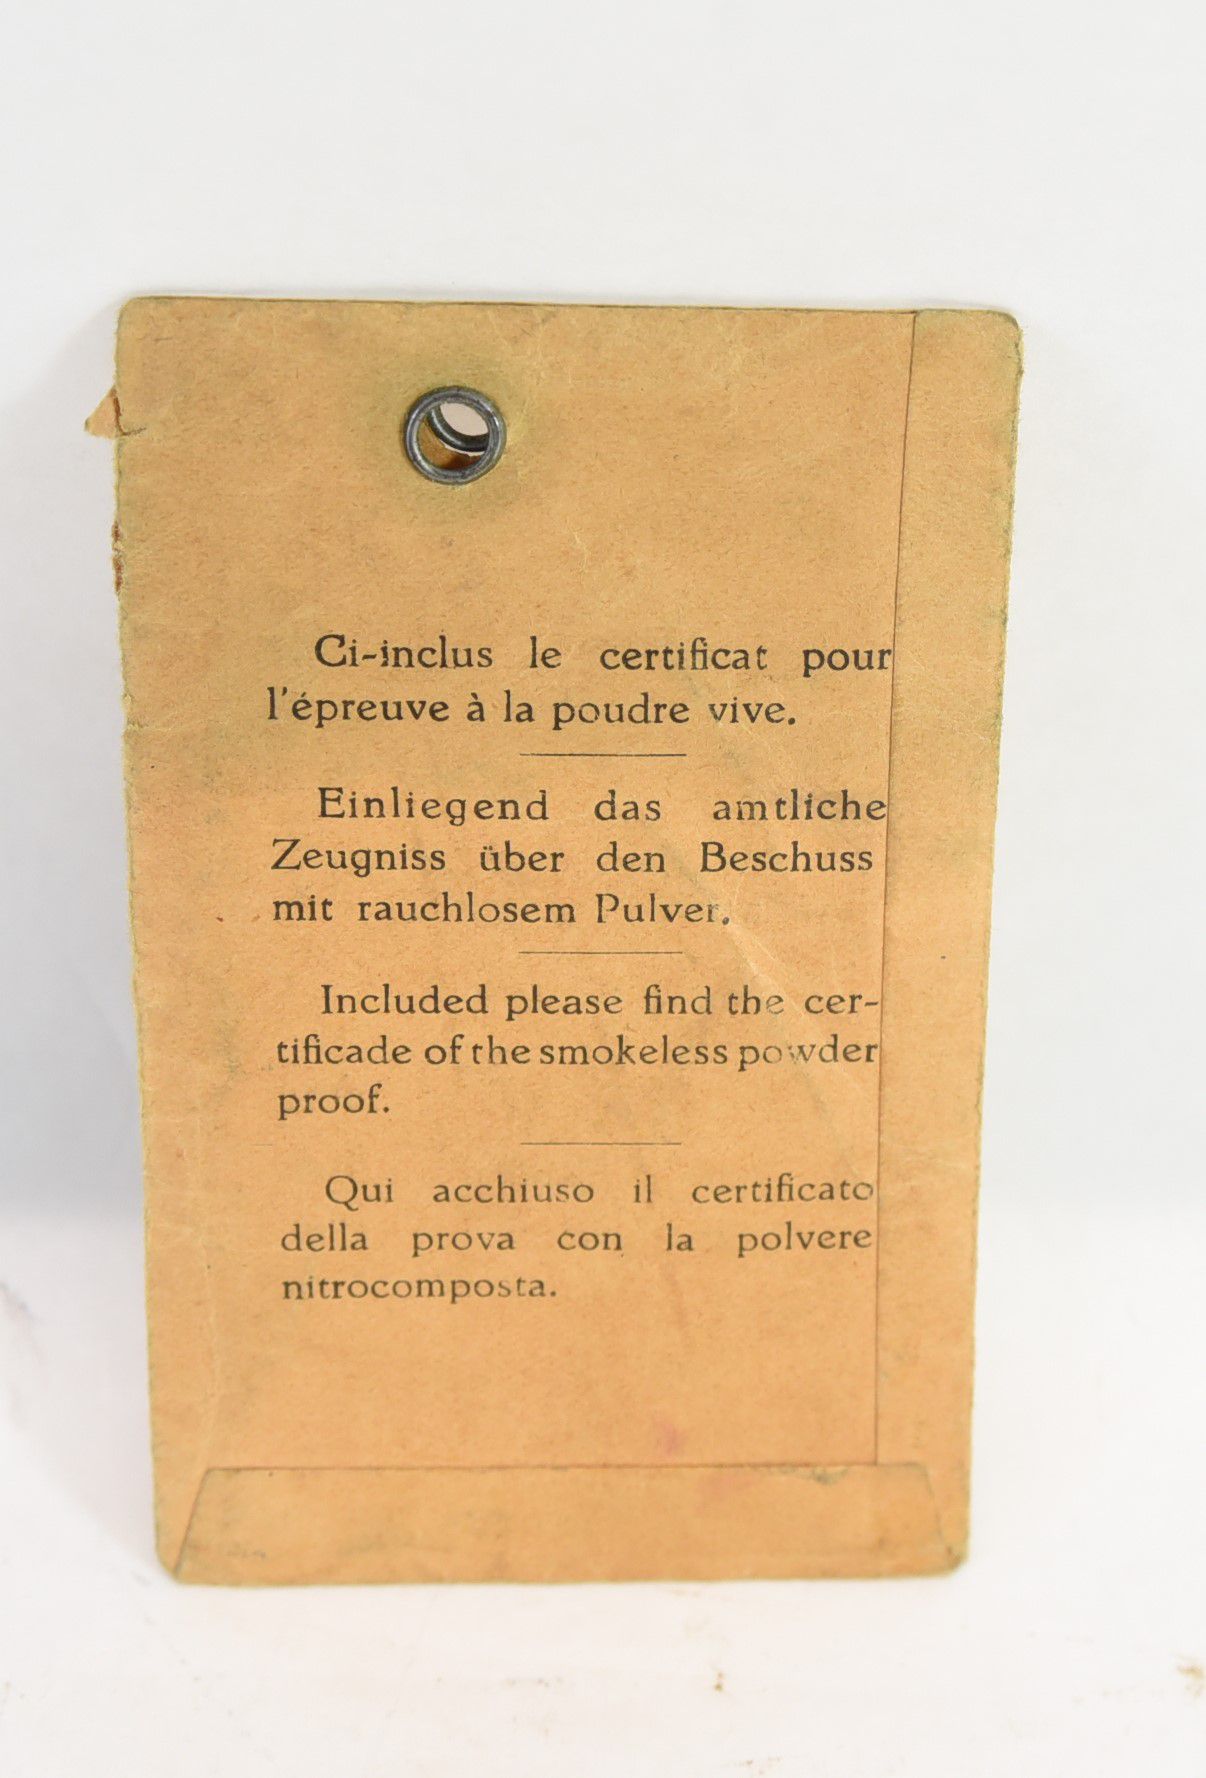 Ci-inclus le certificat pour
l'épreuve à la poudre vive.
Einliegend das amtliche
Zeugniss über den Beschuss
mit rauchlosem Pulver.
Included please find the cer-
tificade of the smokeless powder
proof.
Qui acchiuso il certificato
della prova con la polvere
nitrocomposta.